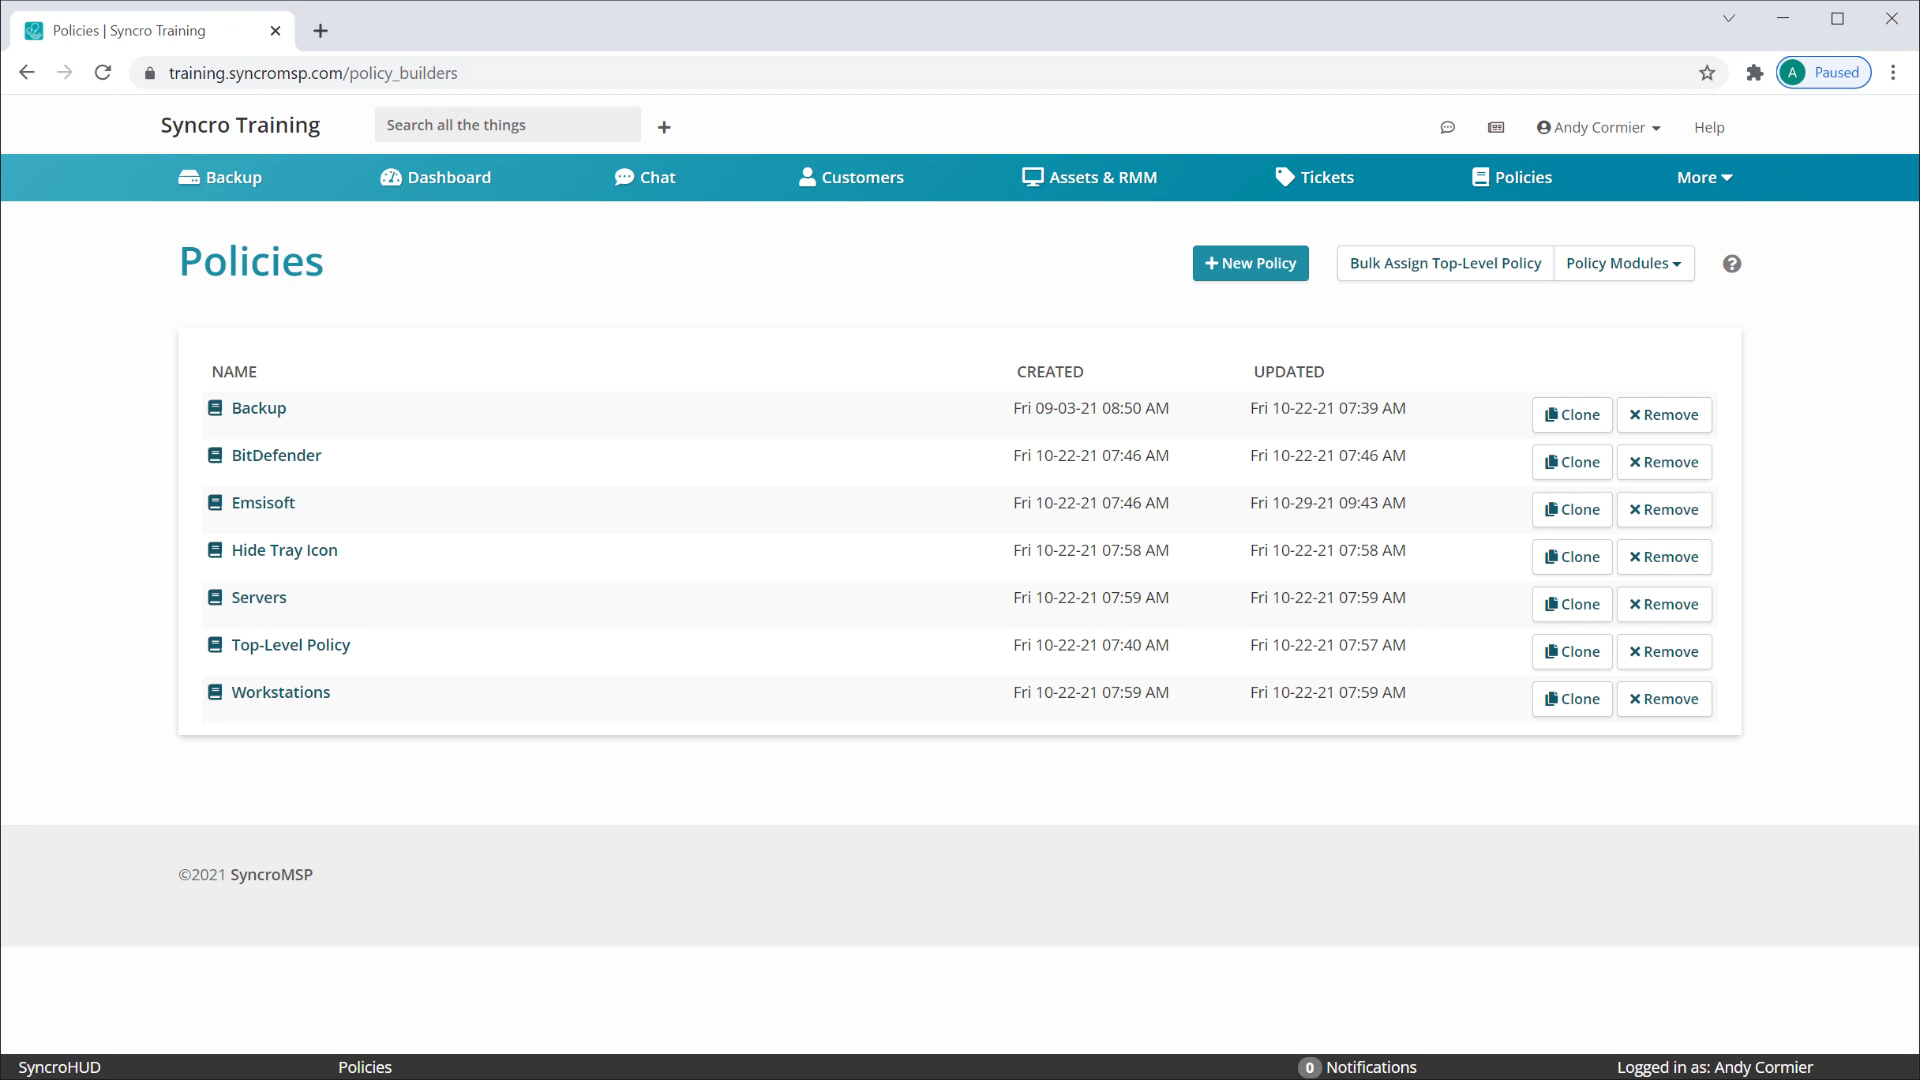 Policies | Syncro Training
training.syncromsp.com/policy_builders
A Paused
Syncro Training Search all the things Andy Cormier Help
Backup Dashboard Chat Customers Assets & RMM Tickets Policies More
Policies New Policy Bulk Assign Top-Level Policy Policy Modules
NAME CREATED UPDATED
Backup Fri 09-03-21 08:50 AM Fri 10-22-21 07:39 AM Clone Remove
BitDefender Fri 10-22-21 07:46 AM Fri 10-22-21 07:46 AM Clone Remove
Emsisoft Fri 10-22-21 07:46 AM Fri 10-29-21 09:43 AM Clone Remove
Hide Tray Icon Fri 10-22-21 07:58 AM Fri 10-22-21 07:58 AM Clone Remove
Servers Fri 10-22-21 07:59 AM Fri 10-22-21 07:59 AM Clone Remove
Top-Level Policy Fri 10-22-21 07:40 AM Fri 10-22-21 07:57 AM Clone Remove
Workstations Fri 10-22-21 07:59 AM Fri 10-22-21 07:59 AM Clone Remove
©2021 SyncroMSP
SyncroHUD Policies 0 Notifications Logged in as: Andy Cormier